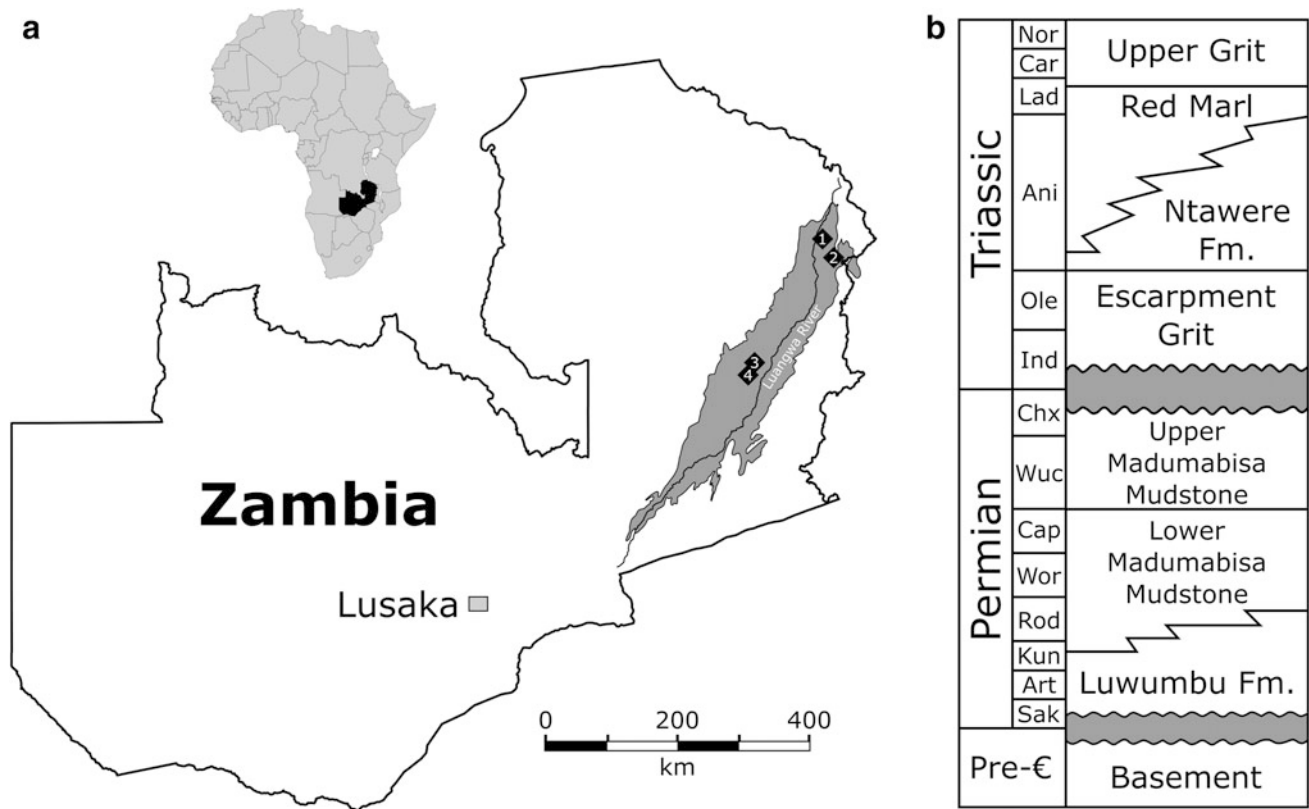 a
1
2
3
4
Luangwa River
Zambia
Lusaka
0 200 400
km
b
Triassic
Nor
Car
Lad
Ani
Ole
Ind
Permian
Chx
Wuc
Cap
Wor
Rod
Kun
Art
Sak
Pre-€
Upper Grit
Red Marl
Ntawere
Fm.
Escarpment
Grit
Upper
Madumabisa
Mudstone
Lower
Madumabisa
Mudstone
Luwumbu Fm.
Basement